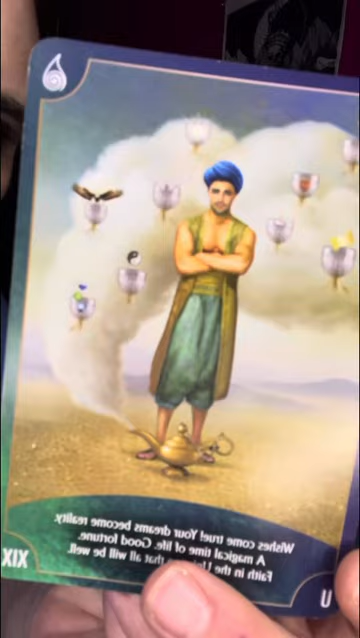 Wishes come true! Your dreams become reality.
A magical time of life. Good fortune.
Faith in the that all will be well.
XIX
U